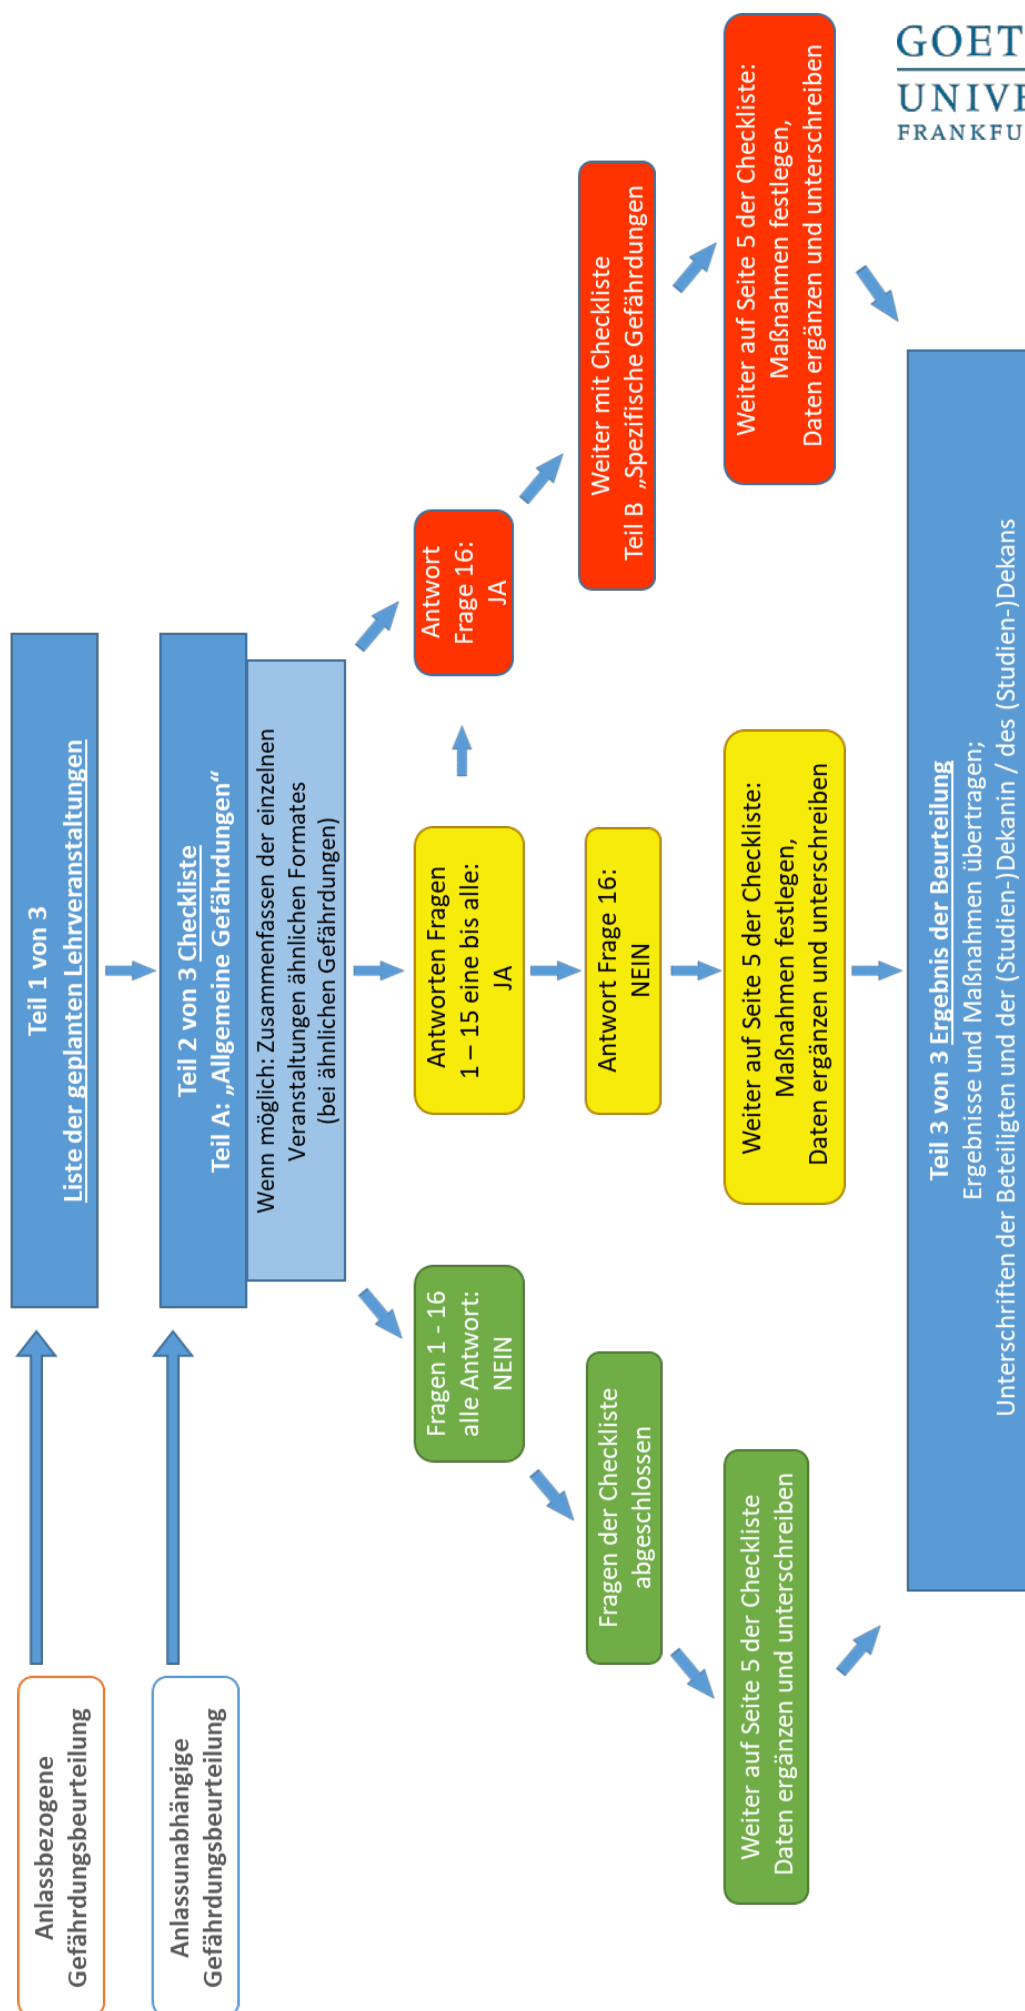 Anlassbezogene
Gefährdungsbeurteilung
Teil 1 von 3
Liste der geplanten Lehrveranstaltungen
Anlassunabhängige
Gefährdungsbeurteilung
Teil 2 von 3 Checkliste
Teil A: „Allgemeine Gefährdungen“
Wenn möglich: Zusammenfassen der einzelnen
Veranstaltungen ähnlichen Formates
(bei ähnlichen Gefährdungen)
Fragen 1 - 16
alle Antwort:
NEIN
Antworten Fragen
1 – 15 eine bis alle:
JA
Antwort
Frage 16:
JA
Fragen der Checkliste
abgeschlossen
Antwort Frage 16:
NEIN
Weiter mit Checkliste
Teil B „Spezifische Gefährdungen
Weiter auf Seite 5 der Checkliste
Daten ergänzen und unterschreiben
Weiter auf Seite 5 der Checkliste:
Maßnahmen festlegen,
Daten ergänzen und unterschreiben
Weiter auf Seite 5 der Checkliste:
Maßnahmen festlegen,
Daten ergänzen und unterschreiben
Teil 3 von 3 Ergebnis der Beurteilung
Ergebnisse und Maßnahmen übertragen;
Unterschriften der Beteiligten und der (Studien-)Dekanin / des (Studien-)Dekans
GOET
UNIVE
FRANKFU